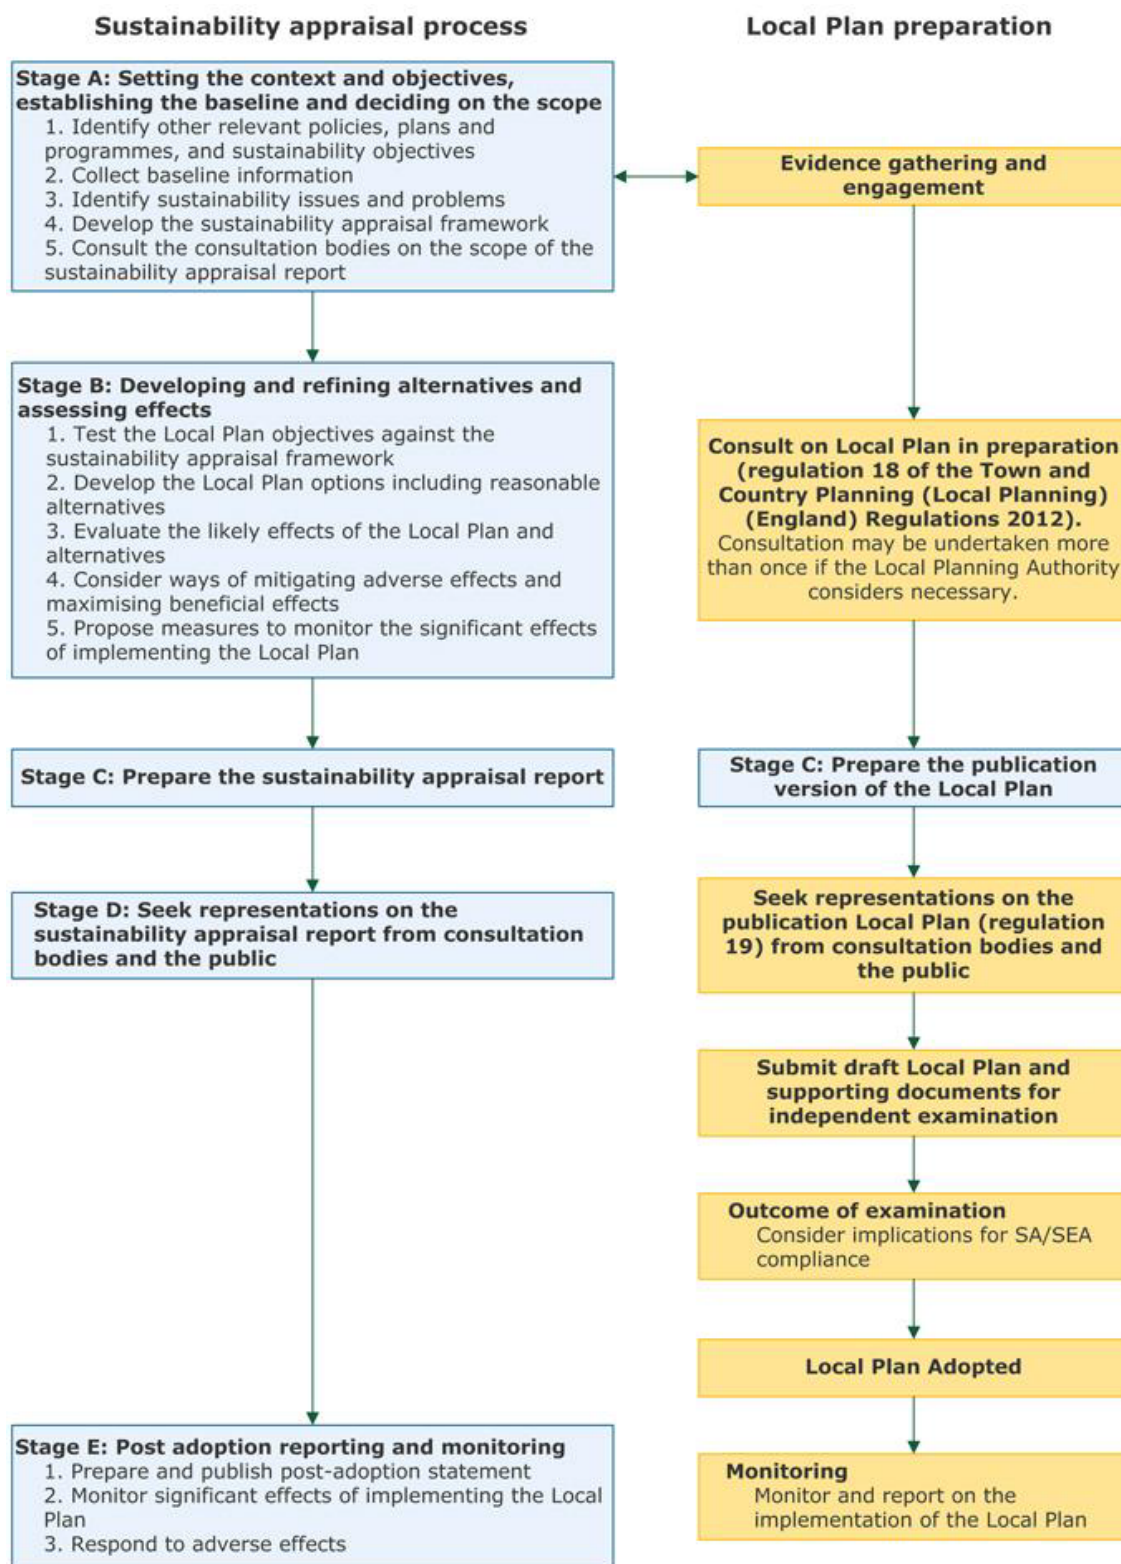 Sustainability appraisal process
Local Plan preparation
Stage A: Setting the context and objectives,
establishing the baseline and deciding on the scope
1. Identify other relevant policies, plans and
programmes, and sustainability objectives
2. Collect baseline information
3. Identify sustainability issues and problems
4. Develop the sustainability appraisal framework
5. Consult the consultation bodies on the scope of the
sustainability appraisal report
Evidence gathering and
engagement
Stage B: Developing and refining alternatives and
assessing effects
1. Test the Local Plan objectives against the
sustainability appraisal framework
2. Develop the Local Plan options including reasonable
alternatives
3. Evaluate the likely effects of the Local Plan and
alternatives
4. Consider ways of mitigating adverse effects and
maximising beneficial effects
5. Propose measures to monitor the significant effects
of implementing the Local Plan
Consult on Local Plan in preparation
(regulation 18 of the Town and
Country Planning (Local Planning)
(England) Regulations 2012).
Consultation may be undertaken more
than once if the Local Planning Authority
considers necessary.
Stage C: Prepare the sustainability appraisal report
Stage C: Prepare the publication
version of the Local Plan
Stage D: Seek representations on the
sustainability appraisal report from consultation
bodies and the public
Seek representations on the
publication Local Plan (regulation
19) from consultation bodies and
the public
Submit draft Local Plan and
supporting documents for
independent examination
Outcome of examination
Consider implications for SA/SEA
compliance
Local Plan Adopted
Stage E: Post adoption reporting and monitoring
1. Prepare and publish post-adoption statement
2. Monitor significant effects of implementing the Local
Plan
3. Respond to adverse effects
Monitoring
Monitor and report on the
implementation of the Local Plan